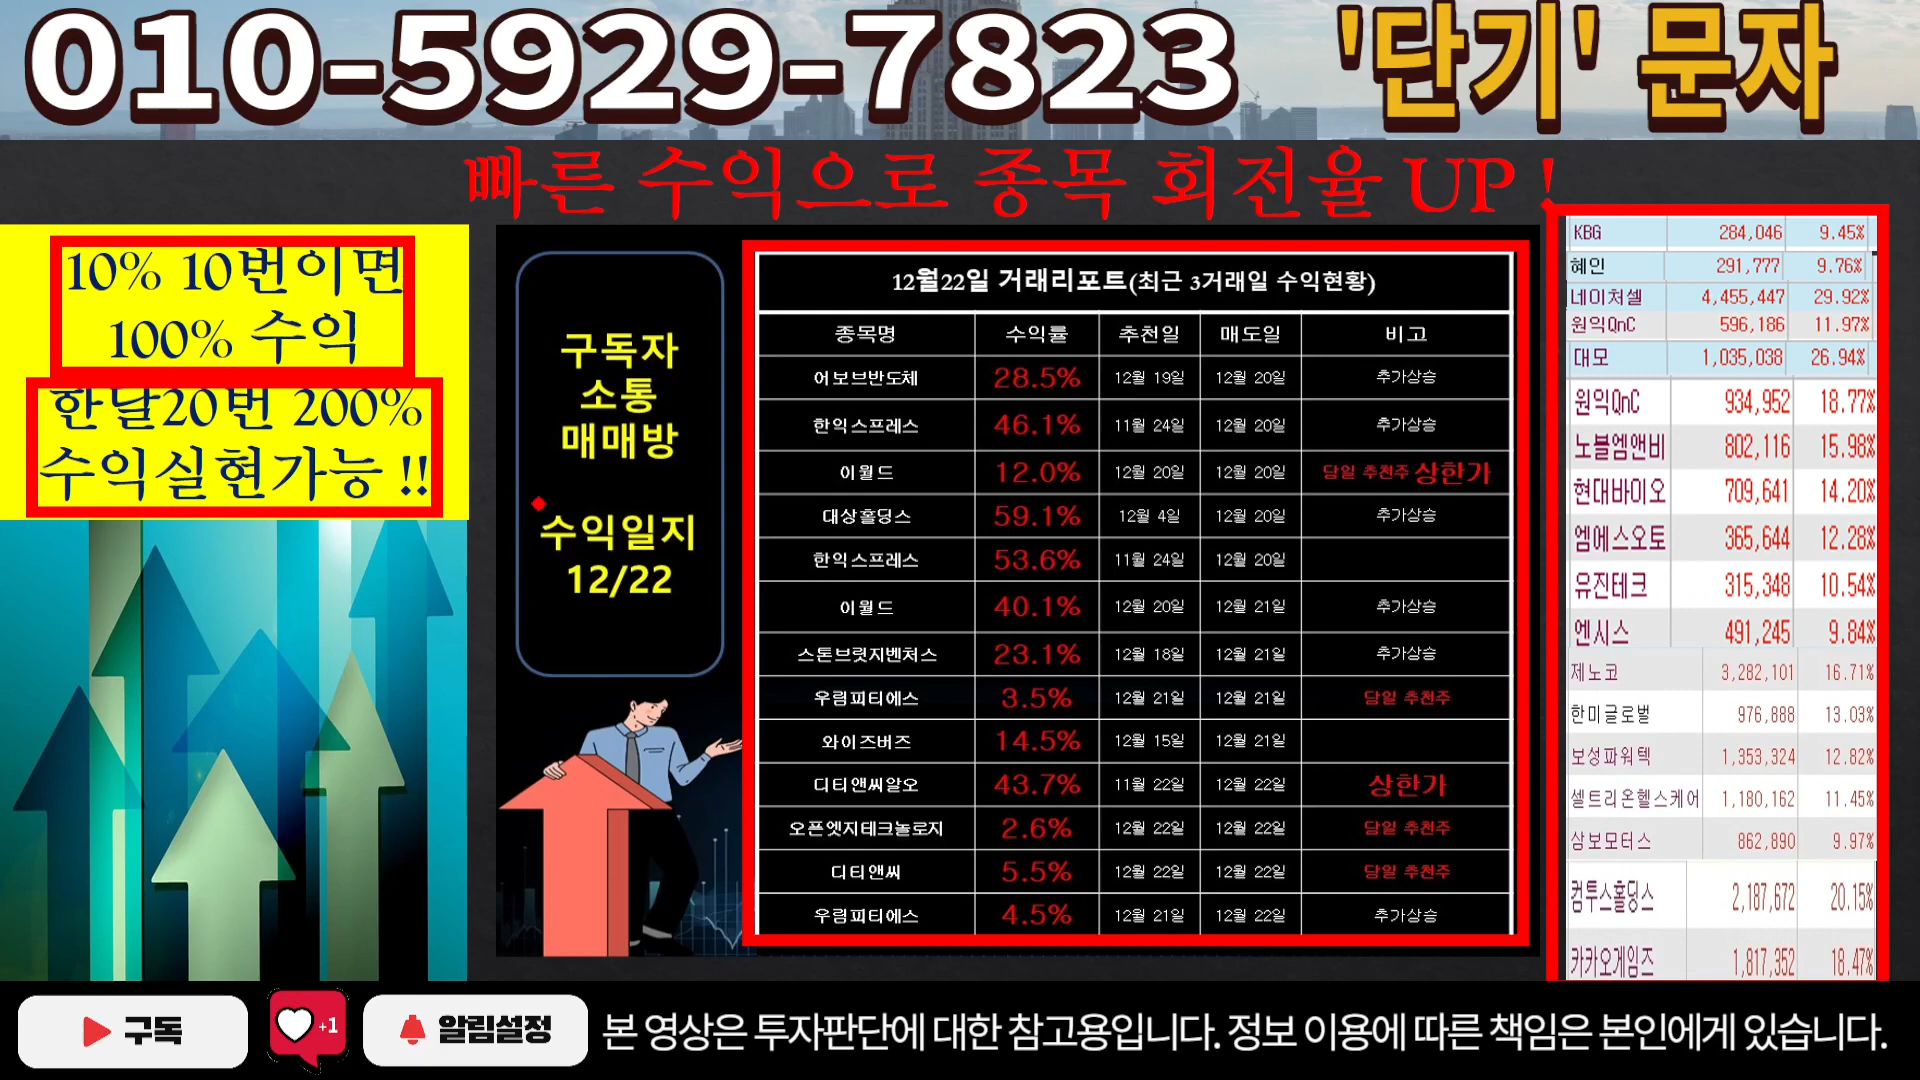 010-5929-7823 '단기' 문자
빠른 수익으로 종목 회전율 UP !
10% 10번이면
100% 수익
한달20번 200%
수익실현가능 !!
구독자
소통
매매방
수익일지
12/22
12월22일 거래리포트(최근 3거래일 수익현황)
종목명 수익률 추천일 매도일 비고
어보브반도체 28.5% 12월 19일 12월 20일 추가상승
한익스프레스 46.1% 11월 24일 12월 20일 추가상승
이월드 12.0% 12월 20일 12월 20일 당일 추천주 상한가
대상홀딩스 59.1% 12월 4일 12월 20일 추가상승
한익스프레스 53.6% 11월 24일 12월 20일
이월드 40.1% 12월 20일 12월 21일 추가상승
스톤브릿지벤처스 23.1% 12월 18일 12월 21일 추가상승
우림피티에스 3.5% 12월 21일 12월 21일 당일 추천주
와이즈버즈 14.5% 12월 15일 12월 21일
디티앤씨알오 43.7% 11월 22일 12월 22일 상한가
오픈엣지테크놀로지 2.6% 12월 22일 12월 22일 당일 추천주
디티앤씨 5.5% 12월 22일 12월 22일 당일 추천주
우림피티에스 4.5% 12월 21일 12월 22일 추가상승
KBG 284,046 9.45%
혜인 291,777 9.76%
네이처셀 4,455,447 29.92%
원익QnC 596,186 11.97%
대모 1,035,038 26.94%
원익QnC 934,952 18.77%
노블엠앤비 802,116 15.98%
현대바이오 709,641 14.20%
엠에스오토 365,644 12.28%
유진테크 315,348 10.54%
엔시스 491,245 9.84%
제노코 3,282,101 16.71%
한미글로벌 976,888 13.03%
보성파워텍 1,353,324 12.82%
셀트리온헬스케어 1,180,162 11.45%
삼보모터스 862,890 9.97%
컴투스홀딩스 2,187,672 20.15%
카카오게임즈 1,817,352 18.47%
구독 +1 알림설정 본 영상은 투자판단에 대한 참고용입니다. 정보 이용에 따른 책임은 본인에게 있습니다.